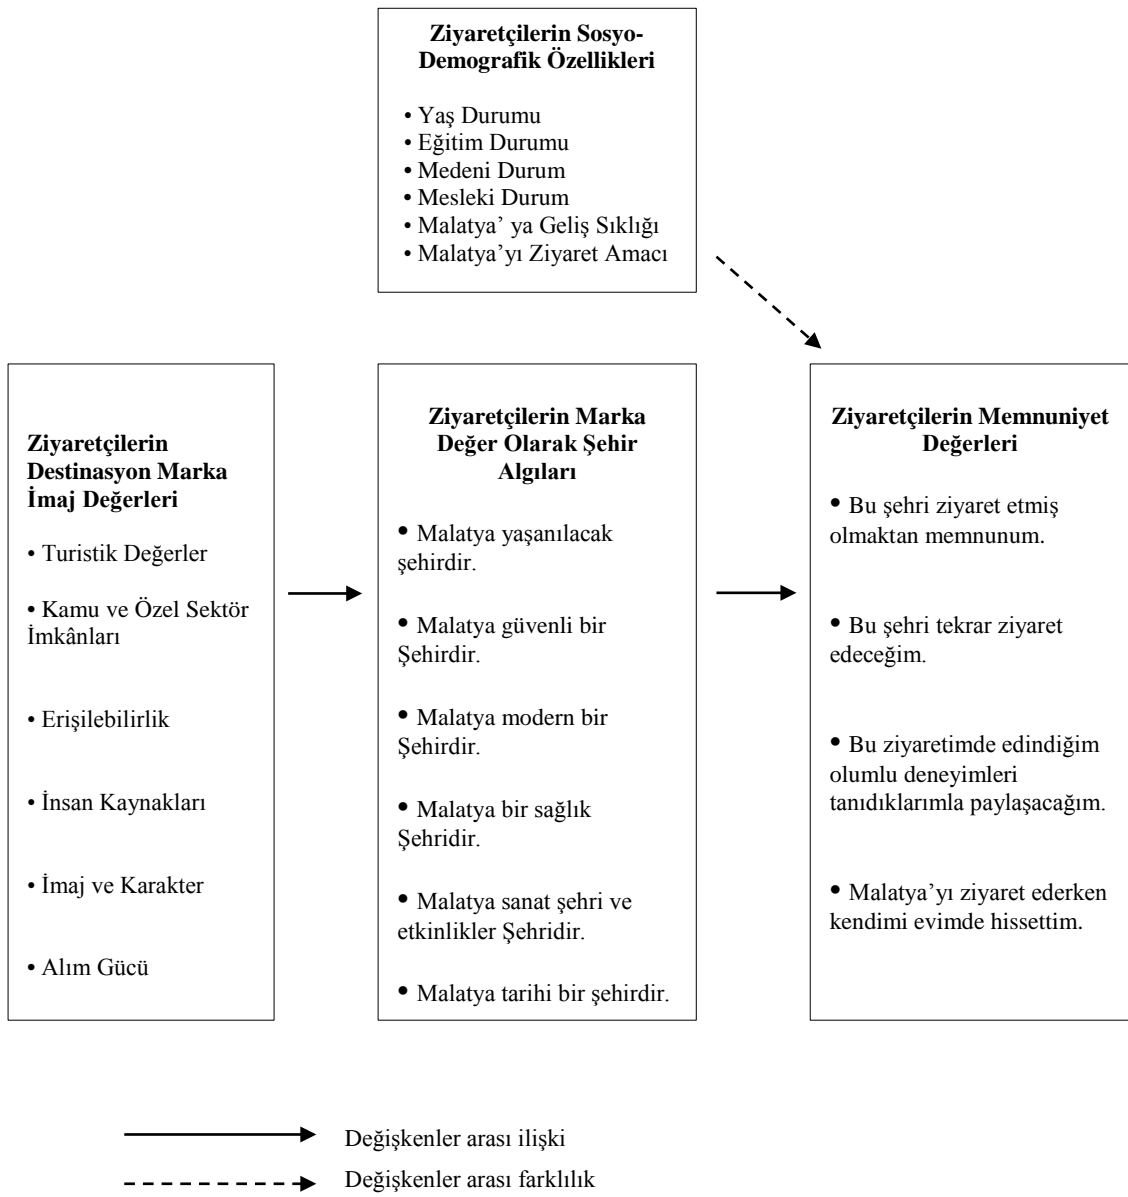 Ziyaretçilerin Sosyo-
Demografik Özellikleri
• Yaş Durumu
• Eğitim Durumu
• Medeni Durum
• Mesleki Durum
• Malatya’ ya Geliş Sıklığı
• Malatya’yı Ziyaret Amacı
Ziyaretçilerin
Destinasyon Marka
İmaj Değerleri
• Turistik Değerler
• Kamu ve Özel Sektör
İmkânları
• Erişilebilirlik
• İnsan Kaynakları
• İmaj ve Karakter
• Alım Gücü
Ziyaretçilerin Marka
Değer Olarak Şehir
Algıları
• Malatya yaşanılacak
şehirdir.
• Malatya güvenli bir
Şehirdir.
• Malatya modern bir
Şehirdir.
• Malatya bir sağlık
Şehridir.
• Malatya sanat şehri ve
etkinlikler Şehridir.
• Malatya tarihi bir şehirdir.
Ziyaretçilerin Memnuniyet
Değerleri
• Bu şehri ziyaret etmiş
olmaktan memnunum.
• Bu şehri tekrar ziyaret
edeceğim.
• Bu ziyaretimde edindiğim
olumlu deneyimleri
tanıdıklarımla paylaşacağım.
• Malatya’yı ziyaret ederken
kendimi evimde hissettim.
Değişkenler arası ilişki
Değişkenler arası farklılık